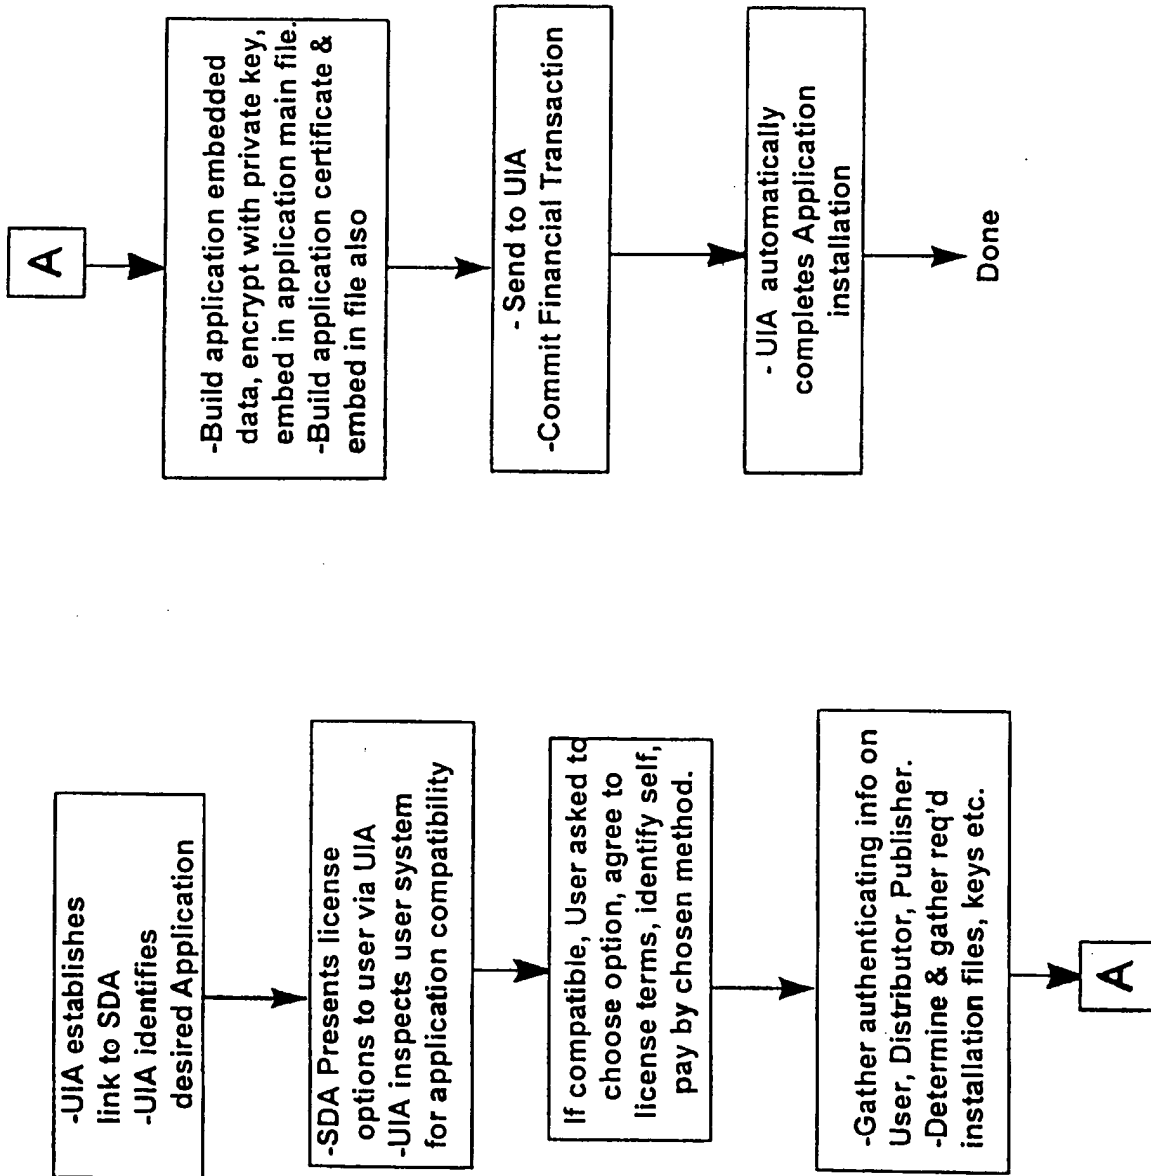 -UIA establishes
link to SDA
-UIA identifies
desired Application
-SDA Presents license
options to user via UIA
-UIA inspects user system
for application compatibility
If compatible, User asked to
choose option, agree to
license terms, identify self,
pay by chosen method.
-Gather authenticating info on
User, Distributor, Publisher.
-Determine & gather req'd
installation files, keys etc.
A
A
-Build application embedded
data, encrypt with private key,
embed in application main file.
-Build application certificate &
embed in file also
- Send to UIA
-Commit Financial Transaction
- UIA automatically
completes Application
installation
Done